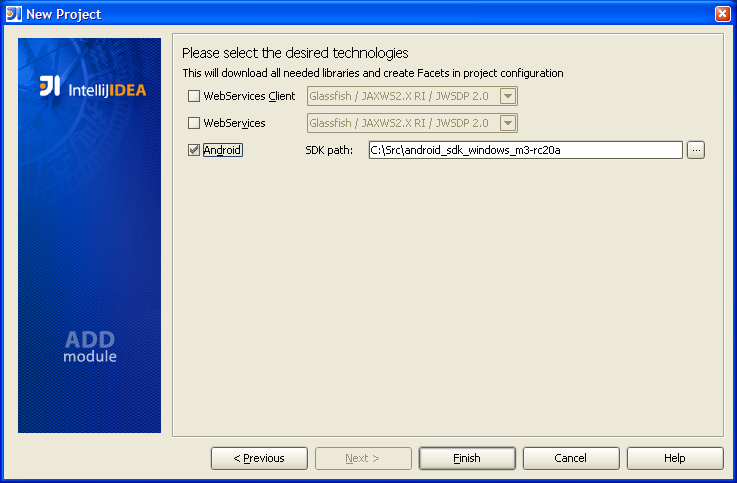 New Project
IntelliJIDEA
Please select the desired technologies
This will download all needed libraries and create Facets in project configuration
WebServices Client Glassfish / JAXWS2.X RI / JWSDP 2.0
WebServices Glassfish / JAXWS2.X RI / JWSDP 2.0
Android SDK path: C:\Src\android_sdk_windows_m3-rc20a ...
ADD
module
< Previous Next > Finish Cancel Help